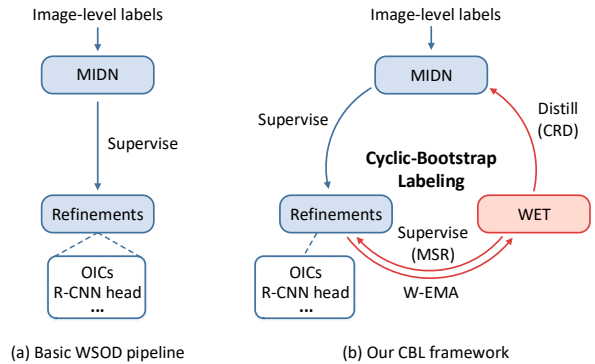 Image-level labels
MIDN
Supervise
Refinements
OICs
R-CNN head
...
(a) Basic WSOD pipeline
Image-level labels
MIDN
Supervise
Distill
(CRD)
Cyclic-Bootstrap
Labeling
Refinements
WET
Supervise
(MSR)
W-EMA
OICs
R-CNN head
...
(b) Our CBL framework